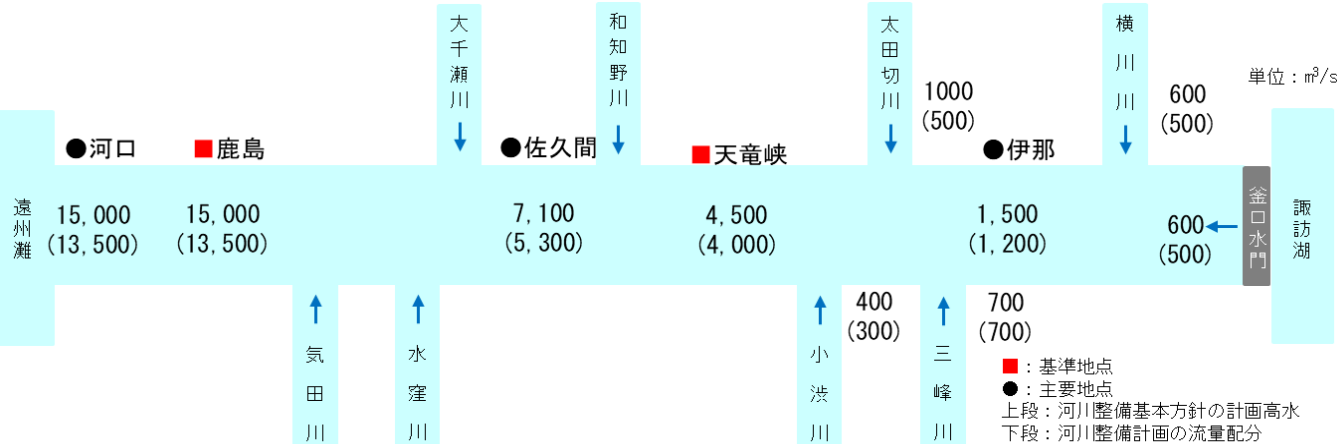 大千瀬川
和知野川
太田切川
横川川
単位：m³/s
1000
(500)
600
(500)
●河口
■鹿島
●佐久間
■天竜峡
●伊那
遠州灘
15,000
(13,500)
15,000
(13,500)
7,100
(5,300)
4,500
(4,000)
1,500
(1,200)
600
(500)
釜口水門
諏訪湖
気田川
水窪川
小渋川
400
(300)
三峰川
700
(700)
■：基準地点
●：主要地点
上段：河川整備基本方針の計画高水
下段：河川整備計画の流量配分